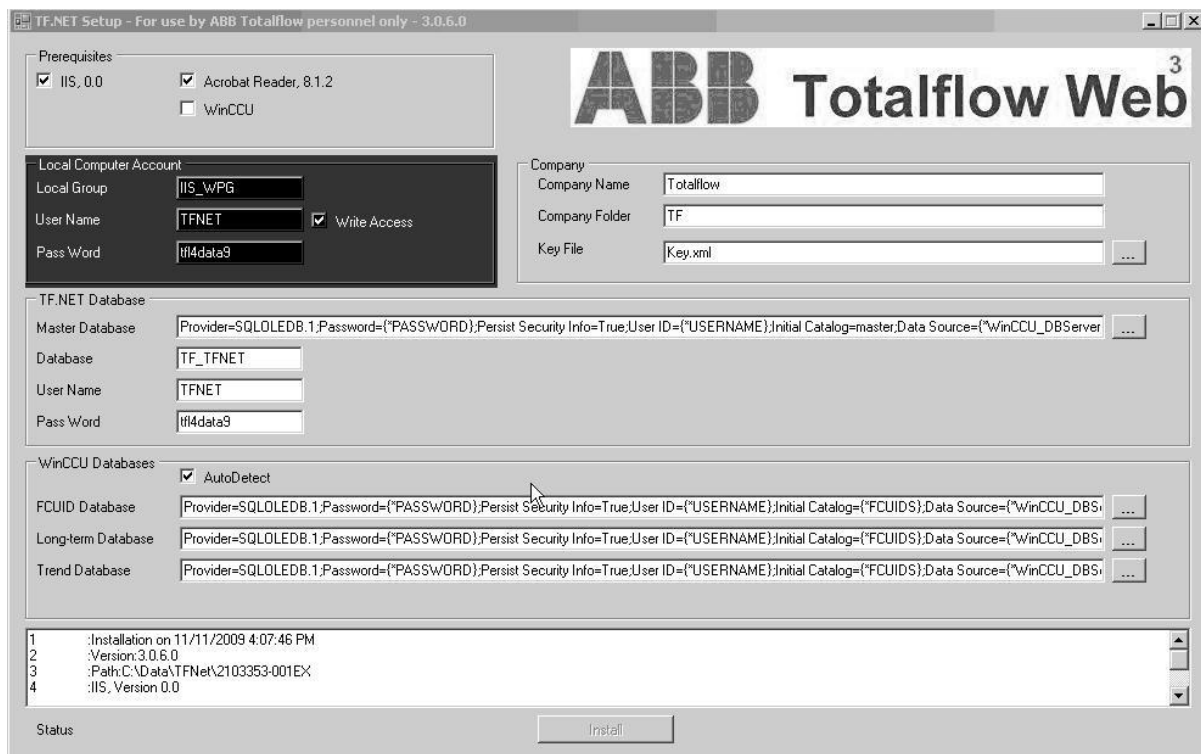 TF.NET Setup - For use by ABB Totalflow personnel only - 3.0.6.0
Prerequisites
IIS, 0.0
Acrobat Reader, 8.1.2
WinCCU
ABB Totalflow Web 3
Local Computer Account
Local Group IIS_WPG
User Name TFNET Write Access
Pass Word tfl4data9
Company
Company Name Totalflow
Company Folder TF
Key File Key.xml ...
TF.NET Database
Master Database Provider=SQLOLEDB.1;Password={*PASSWORD};Persist Security Info=True;User ID={*USERNAME};Initial Catalog=master;Data Source={*WinCCU_DBServer ...
Database TF_TFNET
User Name TFNET
Pass Word tfl4data9
WinCCU Databases
AutoDetect
FCUID Database Provider=SQLOLEDB.1;Password={*PASSWORD};Persist Security Info=True;User ID={*USERNAME};Initial Catalog={*FCUIDS};Data Source={*WinCCU_DBS ...
Long-term Database Provider=SQLOLEDB.1;Password={*PASSWORD};Persist Security Info=True;User ID={*USERNAME};Initial Catalog={*FCUIDS};Data Source={*WinCCU_DBS ...
Trend Database Provider=SQLOLEDB.1;Password={*PASSWORD};Persist Security Info=True;User ID={*USERNAME};Initial Catalog={*FCUIDS};Data Source={*WinCCU_DBS ...
1 :Installation on 11/11/2009 4:07:46 PM
2 :Version:3.0.6.0
3 :Path:C:\Data\TFNet\2103353-001EX
4 :IIS, Version 0.0
Status
Install